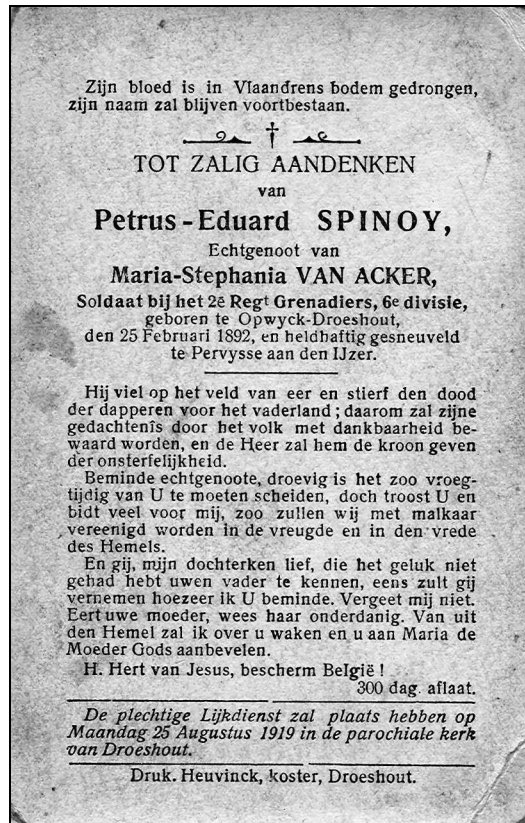 Zijn bloed is in Vlaandrens bodem gedrongen,
zijn naam zal blijven voortbestaan.
TOT ZALIG AANDENKEN
van
Petrus-Eduard SPINOY,
Echtgenoot van
Maria-Stephania VAN ACKER,
Soldaat bij het 2e Regt Grenadiers, 6e divisie,
geboren te Opwyck-Droeshout,
den 25 Februari 1892, en heldhaftig gesneuveld
te Pervysse aan den IJzer.
Hij viel op het veld van eer en stierf den dood
der dapperen voor het vaderland ; daarom zal zijne
gedachtenis door het volk met dankbaarheid be-
waard worden, en de Heer zal hem de kroon geven
der onsterfelijkheid.
Beminde echtgenoote, droevig is het zoo vroeg-
tijdig van U te moeten scheiden, doch troost U en
bidt veel voor mij, zoo zullen wij met malkaar
vereenigd worden in de vreugde en in den vrede
des Hemels.
En gij, mijn dochterken lief, die het geluk niet
gehad hebt uwen vader te kennen, eens zult gij
vernemen hoezeer ik U beminde. Vergeet mij niet.
Eert uwe moeder, wees haar onderdanig. Van uit
den Hemel zal ik over u waken en u aan Maria de
Moeder Gods aanbevelen.
H. Hert van Jesus, bescherm België !
300 dag. aflaat.
De plechtige Lijkdienst zal plaats hebben op
Maandag 25 Augustus 1919 in de parochiale kerk
van Droeshout.
Druk. Heuvinck, koster, Droeshout.